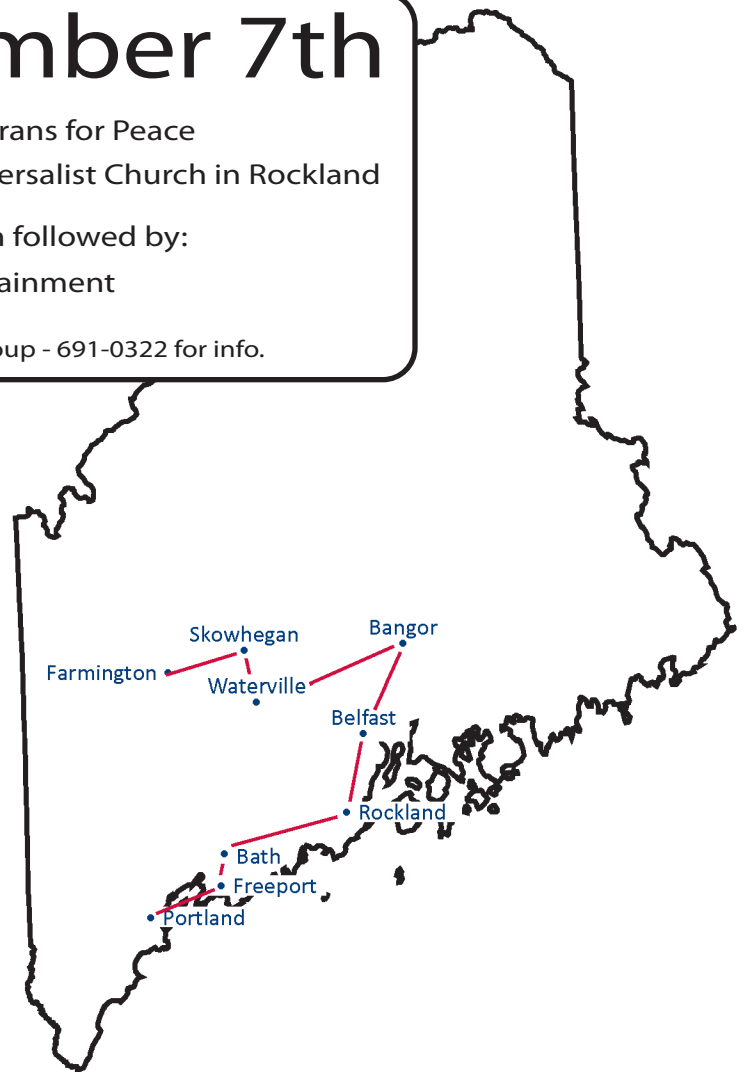 mber 7th
rans for Peace
ersalist Church in Rockland
n followed by:
ainment
oup - 691-0322 for info.
Bangor
Skowhegan
Farmington
Waterville
Belfast
Rockland
Bath
Freeport
Portland